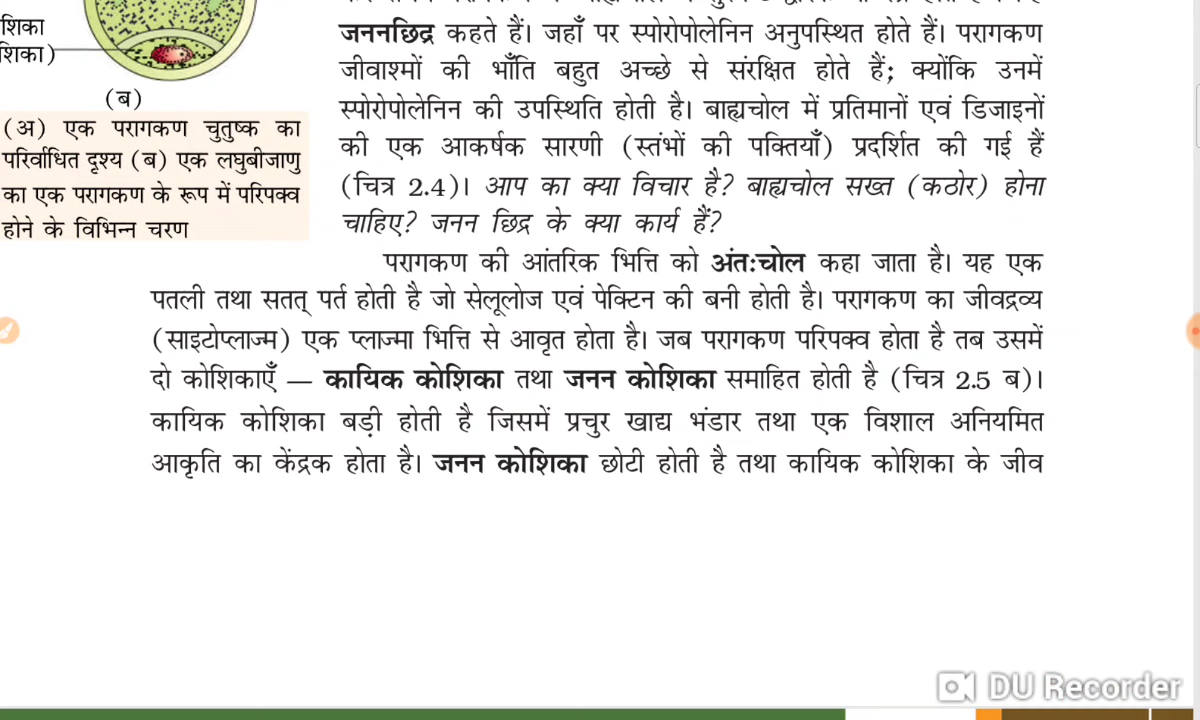 शिका
शिका)
(ब)
(अ) एक परागकण चुतुष्क का
परिर्वाधित दृश्य (ब) एक लघुबीजाणु
का एक परागकण के रूप में परिपक्व
होने के विभिन्न चरण
जननछिद्र कहते हैं। जहाँ पर स्पोरोपोलेनिन अनुपस्थित होते हैं। परागकण
जीवाश्मों की भाँति बहुत अच्छे से संरक्षित होते हैं; क्योंकि उनमें
स्पोरोपोलेनिन की उपस्थिति होती है। बाह्यचोल में प्रतिमानों एवं डिजाइनों
की एक आकर्षक सारणी (स्तंभों की पक्तियाँ) प्रदर्शित की गई हैं
(चित्र 2.4)। आप का क्या विचार है? बाह्यचोल सख्त (कठोर) होना
चाहिए? जनन छिद्र के क्या कार्य हैं?
परागकण की आंतरिक भित्ति को अंतःचोल कहा जाता है। यह एक
पतली तथा सतत् पर्त होती है जो सेलूलोज एवं पेक्टिन की बनी होती है। परागकण का जीवद्रव्य
(साइटोप्लाज्म) एक प्लाज्मा भित्ति से आवृत होता है। जब परागकण परिपक्व होता है तब उसमें
दो कोशिकाएँ — कायिक कोशिका तथा जनन कोशिका समाहित होती है (चित्र 2.5 ब)।
कायिक कोशिका बड़ी होती है जिसमें प्रचुर खाद्य भंडार तथा एक विशाल अनियमित
आकृति का केंद्रक होता है। जनन कोशिका छोटी होती है तथा कायिक कोशिका के जीव
DU Recorder